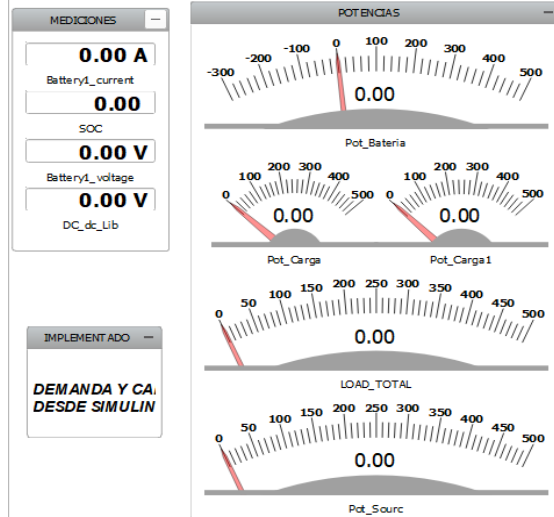 MEDICIONES
0.00 A
Battery1_current
0.00
SOC
0.00 V
Battery1_voltage
0.00 V
DC_dc_Lib
IMPLEMENTADO
DEMANDA Y CA
DESDE SIMULIN
POTENCIAS
-300 -200 -100 0 100 200 300 400 500
0.00
Pot_Bateria
0 100 200 300 400 500
0.00
Pot_Carga
0 100 200 300 400 500
0.00
Pot_Carga1
0 50 100 150 200 250 300 350 400 450 500
0.00
LOAD_TOTAL
0 50 100 150 200 250 300 350 400 450 500
0.00
Pot_Sourc